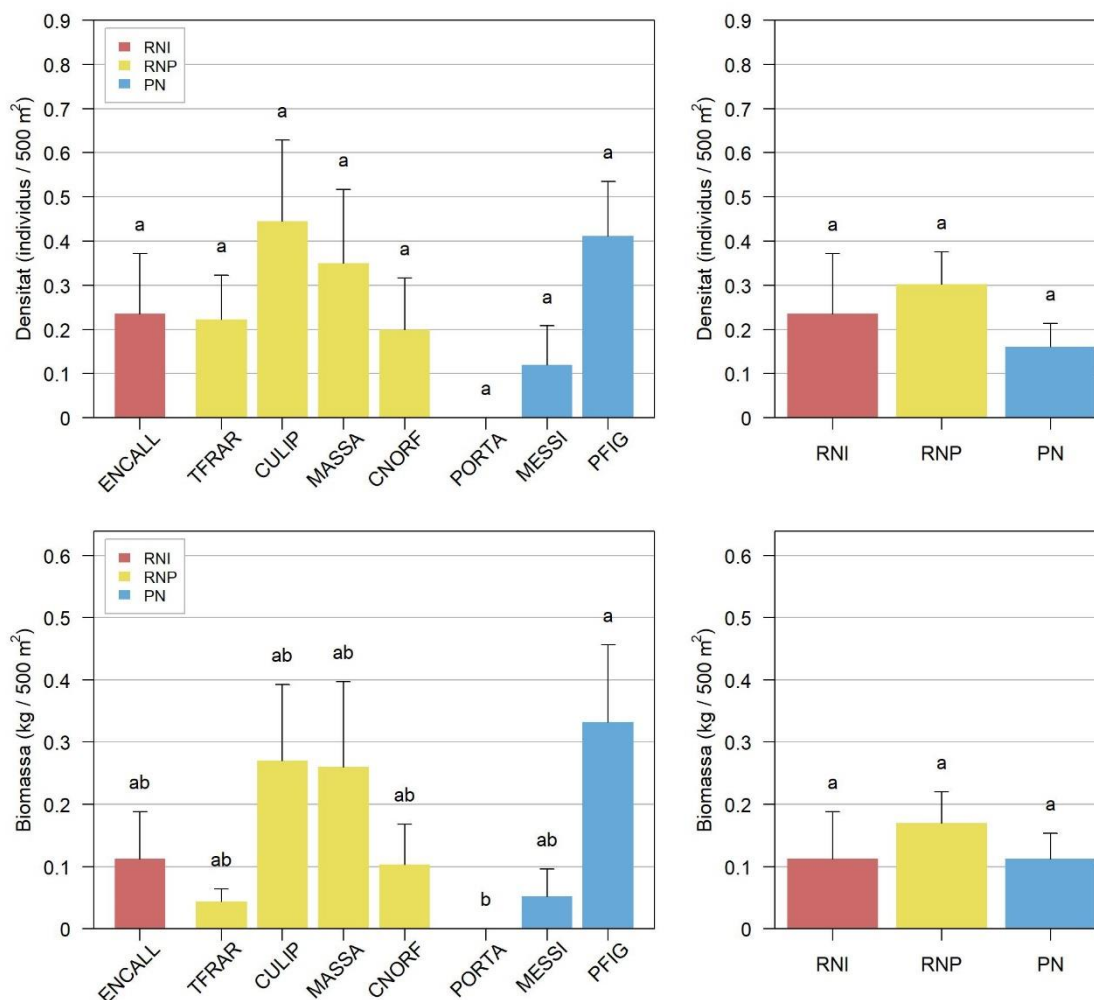 Densitat (individus / 500 m²)
0.9
0.8
0.7
0.6
0.5
0.4
0.3
0.2
0.1
0
RNI
RNP
PN
a
a
a
a
a
a
a
a
ENCALL
TFRAR
CULIP
MASSA
CNORF
PORTA
MESSI
PFIG
Densitat (individus / 500 m²)
0.9
0.8
0.7
0.6
0.5
0.4
0.3
0.2
0.1
0
a
a
a
RNI
RNP
PN
Biomassa (kg / 500 m²)
0.6
0.5
0.4
0.3
0.2
0.1
0
RNI
RNP
PN
ab
ab
ab
ab
ab
b
ab
a
ENCALL
TFRAR
CULIP
MASSA
CNORF
PORTA
MESSI
PFIG
Biomassa (kg / 500 m²)
0.6
0.5
0.4
0.3
0.2
0.1
0
a
a
a
RNI
RNP
PN